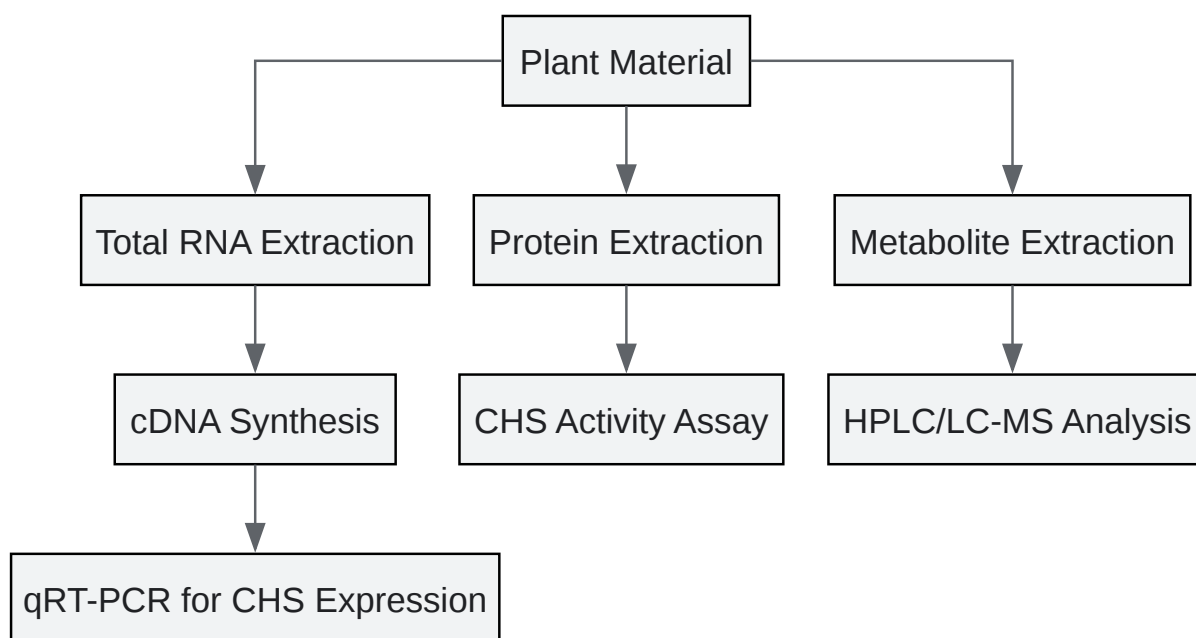 Plant Material
Total RNA Extraction
Protein Extraction
Metabolite Extraction
cDNA Synthesis
CHS Activity Assay
HPLC/LC-MS Analysis
qRT-PCR for CHS Expression